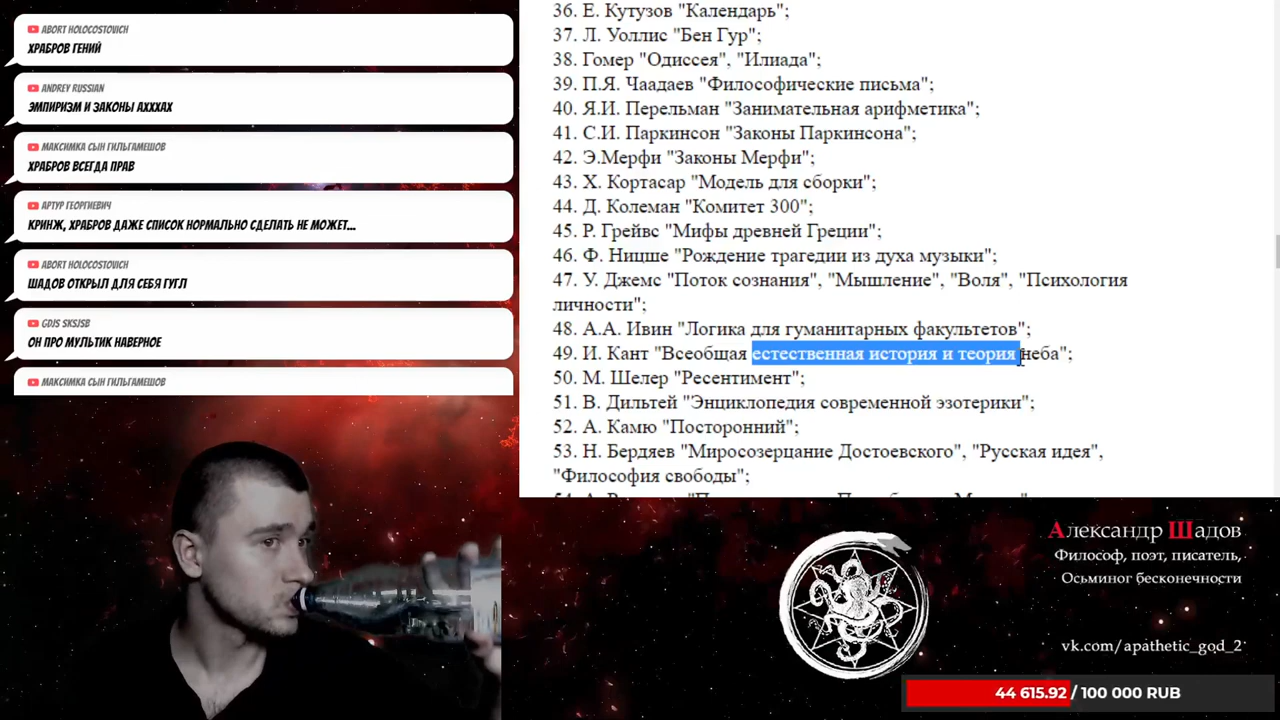 ABORT HOLOCOSTOVICH
ХРАБРОВ ГЕНИЙ
ANDREY RUSSIAN
ЭМПИРИЗМ И ЗАКОНЫ АХХАХ
МАКСИМКА СЫН ГИЛЬГАМЕШОВ
ХРАБРОВ ВСЕГДА ПРАВ
АРТУР ГЕОРГИЕВИЧ
КРИНЖ, ХРАБРОВ ДАЖЕ СПИСОК НОРМАЛЬНО СДЕЛАТЬ НЕ МОЖЕТ...
ABORT HOLOCOSTOVICH
ШАДОВ ОТКРЫЛ ДЛЯ СЕБЯ ГУГЛ
GDJS SKSJSB
ОН ПРО МУЛЬТИК НАВЕРНОЕ
МАКСИМКА СЫН ГИЛЬГАМЕШОВ
36. Е. Кутузов "Календарь";
37. Л. Уоллис "Бен Гур";
38. Гомер "Одиссея", "Илиада";
39. П.Я. Чаадаев "Философические письма";
40. Я.И. Перельман "Занимательная арифметика";
41. С.И. Паркинсон "Законы Паркинсона";
42. Э.Мерфи "Законы Мерфи";
43. Х. Кортасар "Модель для сборки";
44. Д. Колеман "Комитет 300";
45. Р. Грейвс "Мифы древней Греции";
46. Ф. Ницше "Рождение трагедии из духа музыки";
47. У. Джемс "Поток сознания", "Мышление", "Воля", "Психология
личности";
48. А.А. Ивин "Логика для гуманитарных факультетов";
49. И. Кант "Всеобщая естественная история и теория неба";
50. М. Шелер "Ресентимент";
51. В. Дильтей "Энциклопедия современной эзотерики";
52. А. Камю "Посторонний";
53. Н. Бердяев "Миросозерцание Достоевского", "Русская идея",
"Философия свободы";
Александр Шадов
Философ, поэт, писатель,
Осьминог бесконечности
vk.com/apathetic_god_2
44 615.92 / 100 000 RUB